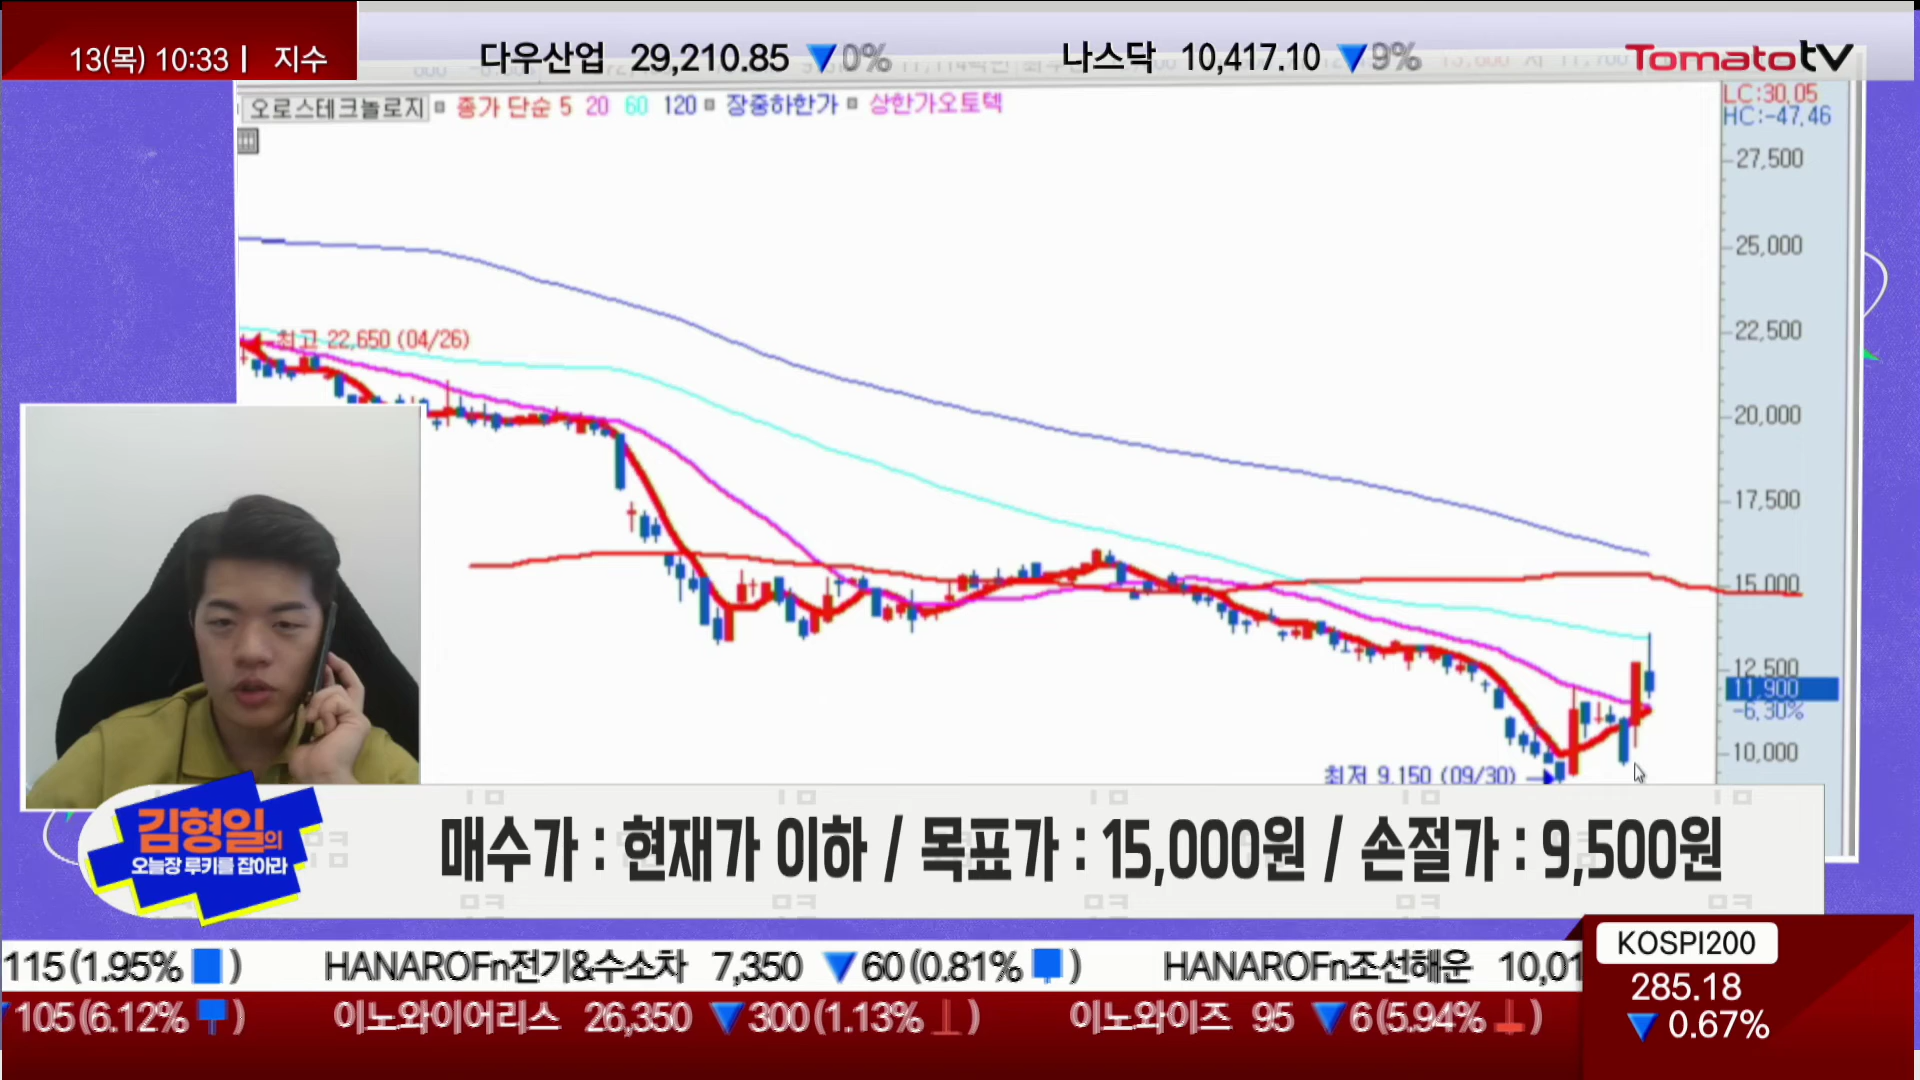 13(목) 10:33 | 지수
다우산업 29,210.85 ▼0%
나스닥 10,417.10 ▼9%
Tomato tv
오로스테크놀로지 종가 단순 5 20 60 120 장중하한가 상한가오토텍
LC:30.05
HC:-47.46
27,500
25,000
22,500
최고 22,650 (04/26)
20,000
17,500
15,000
12,500
11,900
-6.30%
10,000
최저 9,150 (09/30)
김형일의
오늘장 루키를 잡아라
매수가 : 현재가 이하 / 목표가 : 15,000원 / 손절가 : 9,500원
115(1.95% ) HANAROFn전기&수소차 7,350 ▼60(0.81% ) HANAROFn조선해운 10,01
▼105(6.12% ) 이노와이어리스 26,350 ▼300(1.13% ) 이노와이즈 95 ▼6(5.94% )
KOSPI200
285.18
▼0.67%